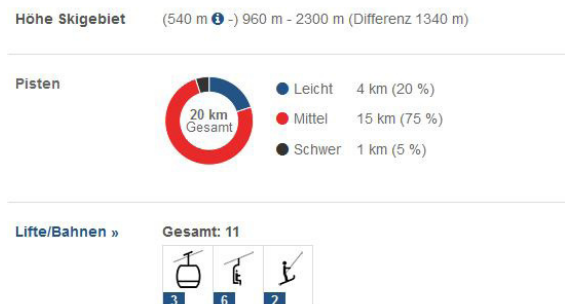 Höhe Skigebiet (540 m i -) 960 m - 2300 m (Differenz 1340 m)
Pisten
20 km
Gesamt
Leicht 4 km (20 %)
Mittel 15 km (75 %)
Schwer 1 km (5 %)
Lifte/Bahnen » Gesamt: 11
3 6 2